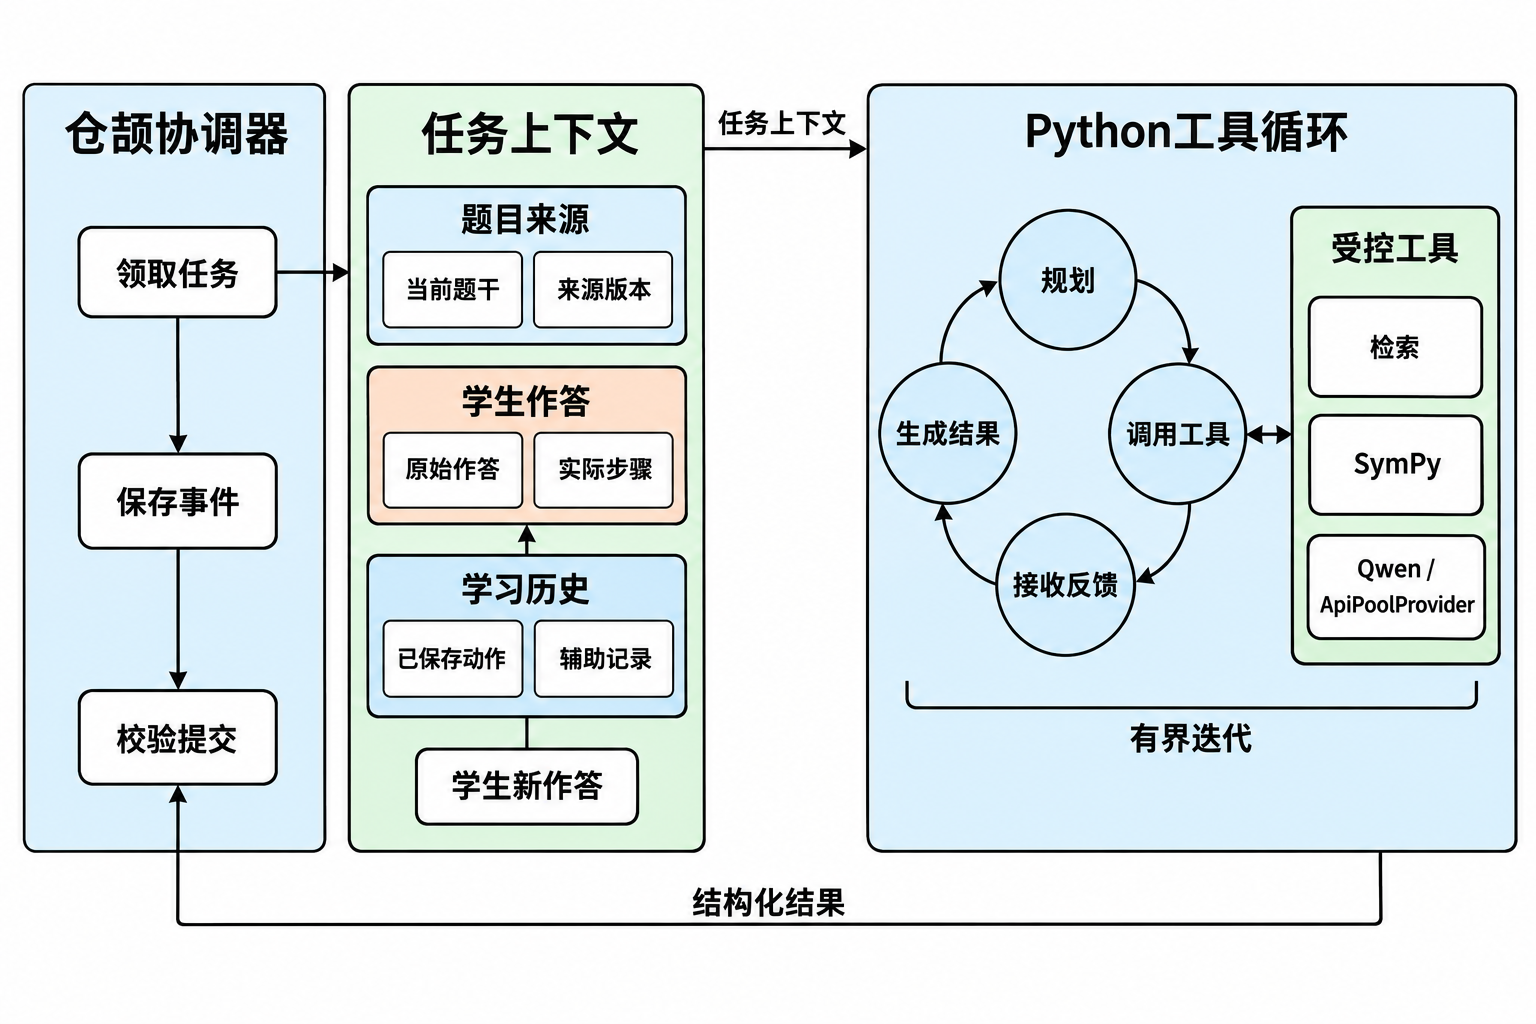 仓颉协调器
领取任务
保存事件
校验提交
任务上下文
题目来源
当前题干
来源版本
学生作答
原始作答
实际步骤
学习历史
已保存动作
辅助记录
学生新作答
任务上下文
Python工具循环
规划
调用工具
接收反馈
生成结果
受控工具
检索
SymPy
Qwen /
ApiPoolProvider
有界迭代
结构化结果